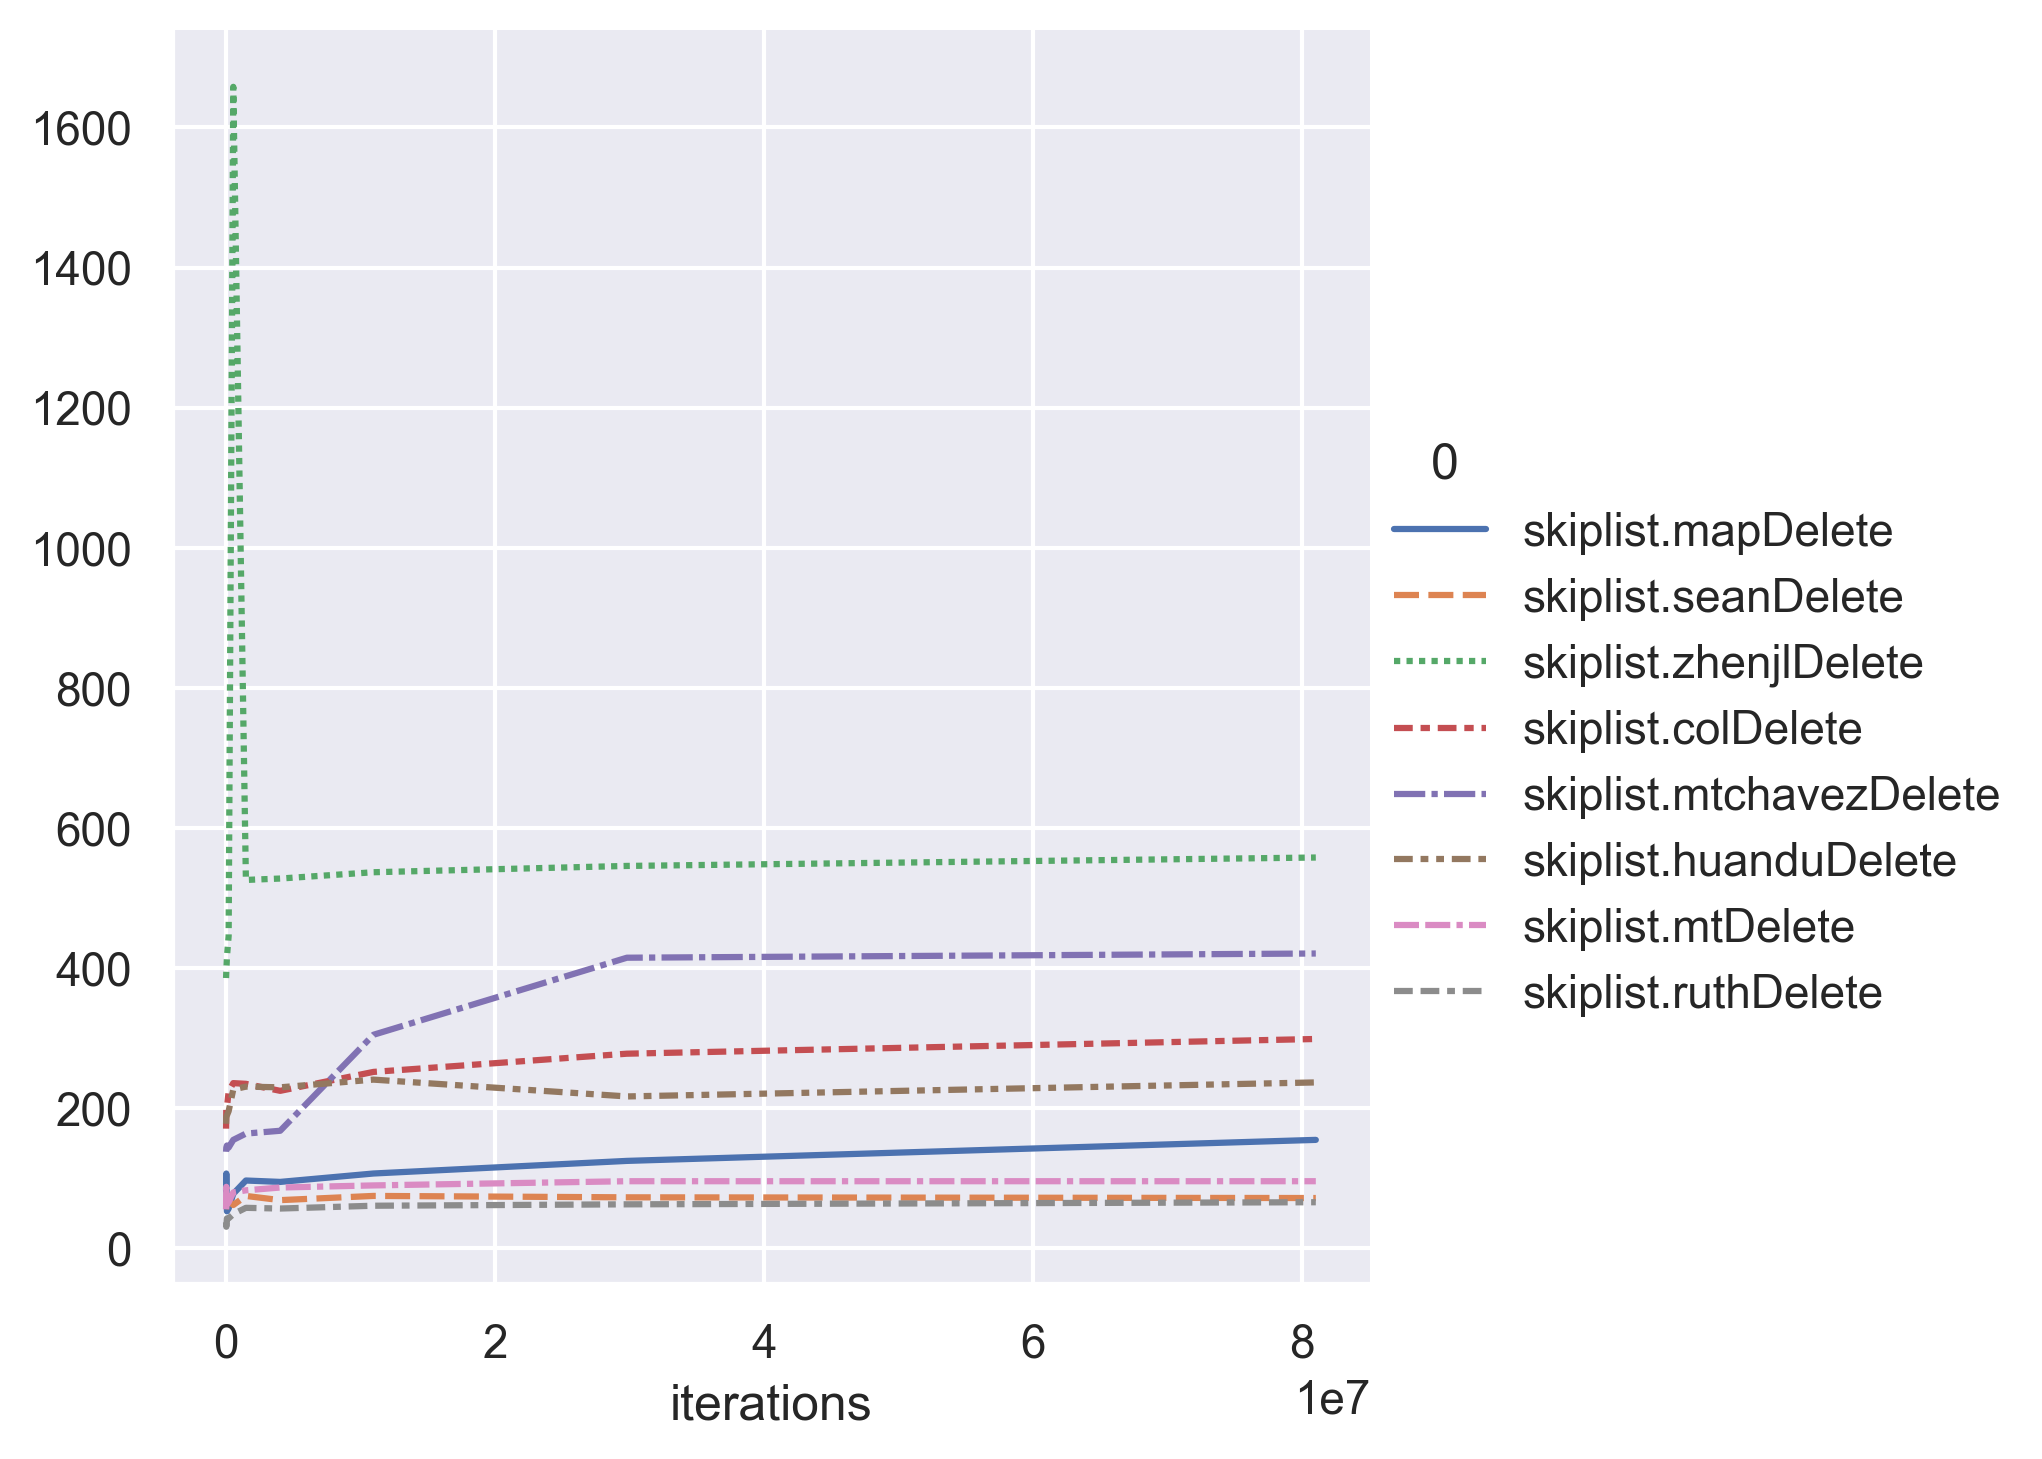 1600
1400
1200
1000
800
600
400
200
0
0 2 4 6 8
1e7
iterations
0
skiplist.mapDelete
skiplist.seanDelete
skiplist.zhenjlDelete
skiplist.colDelete
skiplist.mtchavezDelete
skiplist.huanduDelete
skiplist.mtDelete
skiplist.ruthDelete